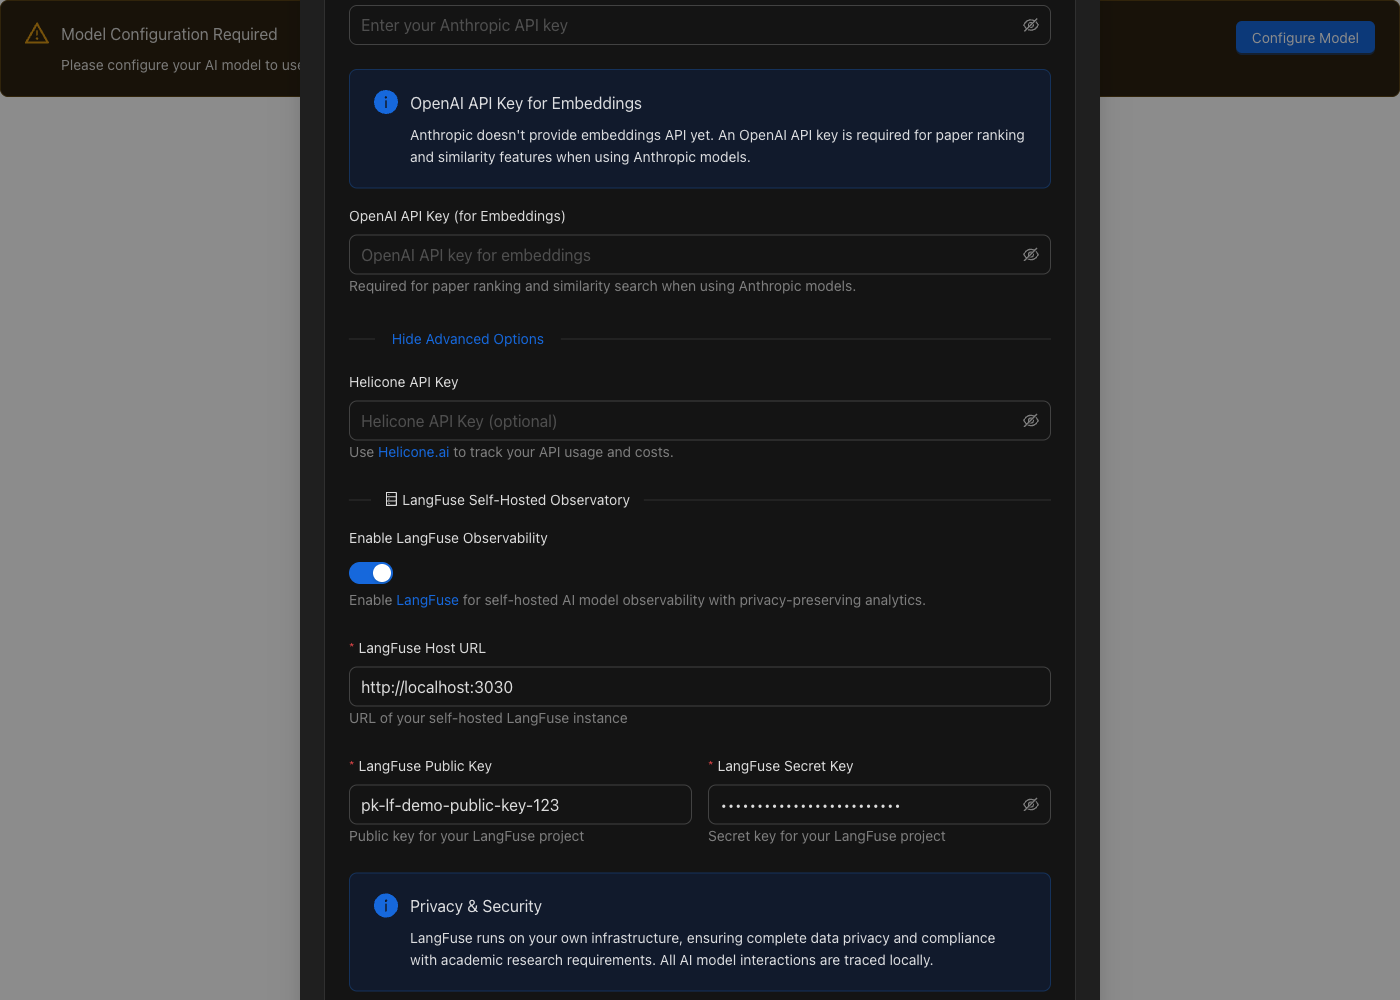 Model Configuration Required
Please configure your AI model to use
Configure Model
Enter your Anthropic API key
OpenAI API Key for Embeddings
Anthropic doesn't provide embeddings API yet. An OpenAI API key is required for paper ranking
and similarity features when using Anthropic models.
OpenAI API Key (for Embeddings)
OpenAI API key for embeddings
Required for paper ranking and similarity search when using Anthropic models.
Hide Advanced Options
Helicone API Key
Helicone API Key (optional)
Use Helicone.ai to track your API usage and costs.
LangFuse Self-Hosted Observatory
Enable LangFuse Observability
Enable LangFuse for self-hosted AI model observability with privacy-preserving analytics.
* LangFuse Host URL
http://localhost:3030
URL of your self-hosted LangFuse instance
* LangFuse Public Key
pk-lf-demo-public-key-123
Public key for your LangFuse project
* LangFuse Secret Key
•••••••••••••••••••••••••
Secret key for your LangFuse project
Privacy & Security
LangFuse runs on your own infrastructure, ensuring complete data privacy and compliance
with academic research requirements. All AI model interactions are traced locally.